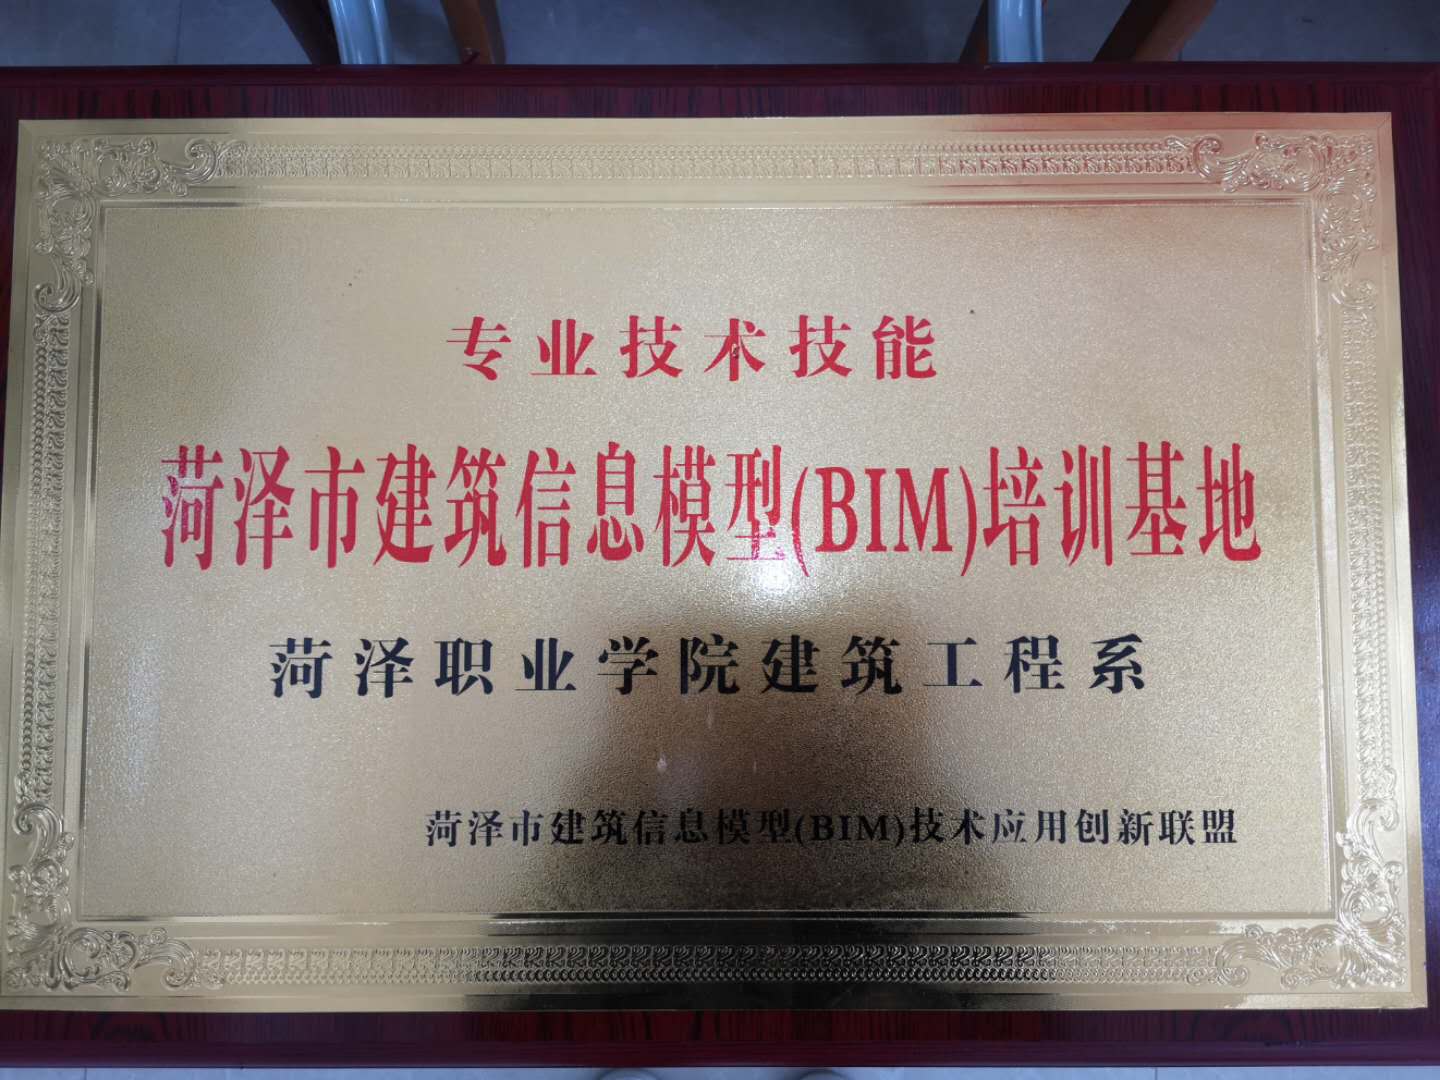 专业技术技能
菏泽市建筑信息模型(BIM)培训基地
菏泽职业学院建筑工程系
菏泽市建筑信息模型(BIM)技术应用创新联盟